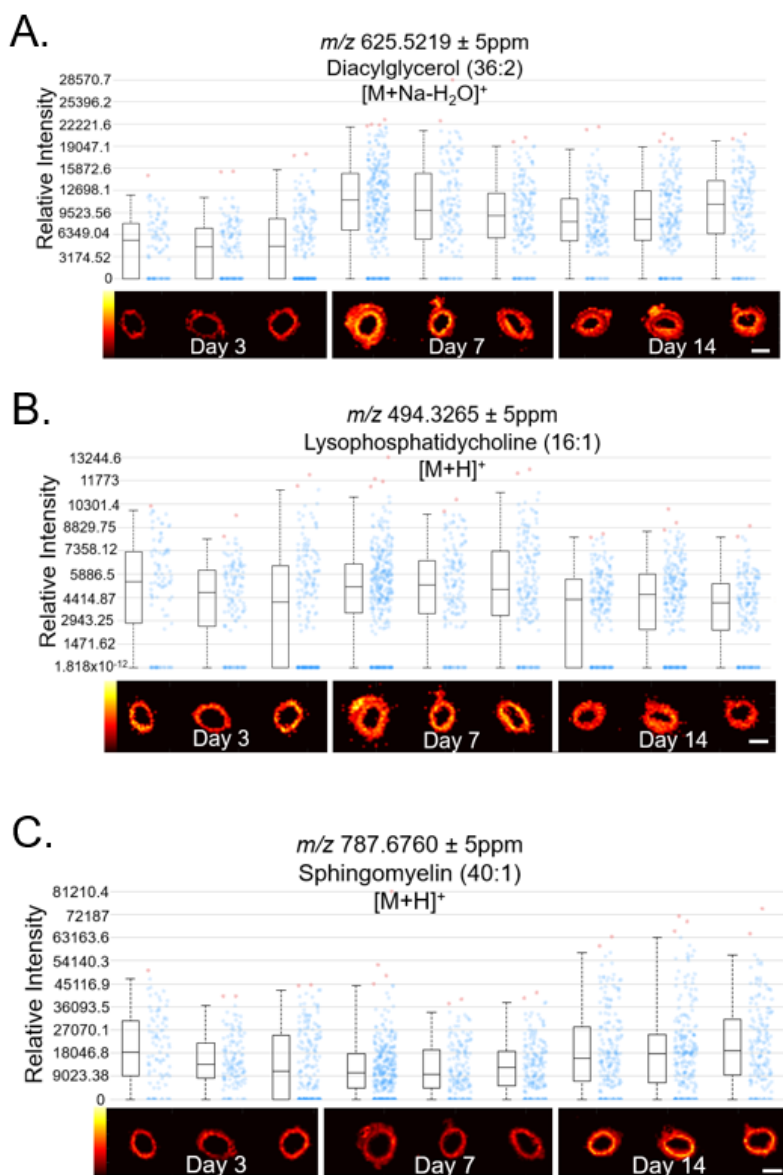 A.
m/z 625.5219 ± 5ppm
Diacylglycerol (36:2)
[M+Na-H₂O]⁺
Relative Intensity
28570.7
25396.2
22221.6
19047.1
15872.6
12698.1
9523.56
6349.04
3174.52
0
Day 3
Day 7
Day 14
B.
m/z 494.3265 ± 5ppm
Lysophosphatidycholine (16:1)
[M+H]⁺
Relative Intensity
13244.6
11773
10301.4
8829.75
7358.12
5886.5
4414.87
2943.25
1471.62
1.818x10⁻¹²
Day 3
Day 7
Day 14
C.
m/z 787.6760 ± 5ppm
Sphingomyelin (40:1)
[M+H]⁺
Relative Intensity
81210.4
72187
63163.6
54140.3
45116.9
36093.5
27070.1
18046.8
9023.38
0
Day 3
Day 7
Day 14